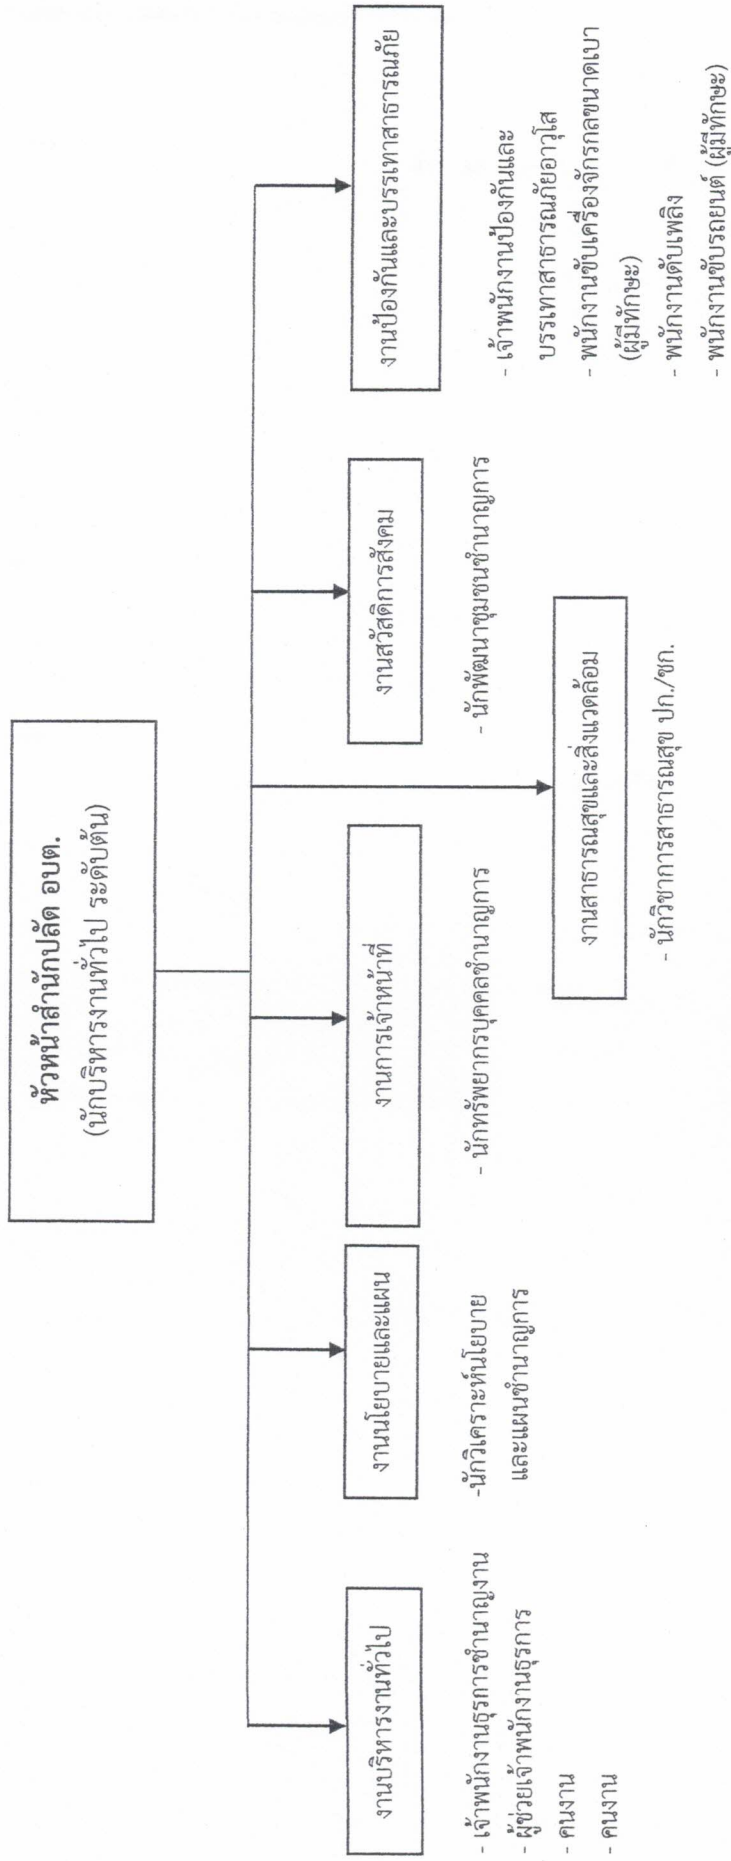 หัวหน้าสำนักปลัด อบต.
(นักบริหารงานทั่วไป ระดับต้น)
งานบริหารงานทั่วไป
- เจ้าพนักงานธุรการชำนาญงาน
- ผู้ช่วยเจ้าพนักงานธุรการ
- คนงาน
- คนงาน
งานนโยบายและแผน
-นักวิเคราะห์นโยบาย
และแผนชำนาญการ
งานการเจ้าหน้าที่
- นักทรัพยากรบุคคลชำนาญการ
งานสาธารณสุขและสิ่งแวดล้อม
- นักวิชาการสาธารณสุข ปก./ชก.
งานสวัสดิการสังคม
- นักพัฒนาชุมชนชำนาญการ
งานป้องกันและบรรเทาสาธารณภัย
- เจ้าพนักงานป้องกันและ
บรรเทาสาธารณภัยอาวุโส
- พนักงานขับเครื่องจักรกลขนาดเบา
(ผู้มีทักษะ)
- พนักงานดับเพลิง
- พนักงานขับรถยนต์ (ผู้มีทักษะ)